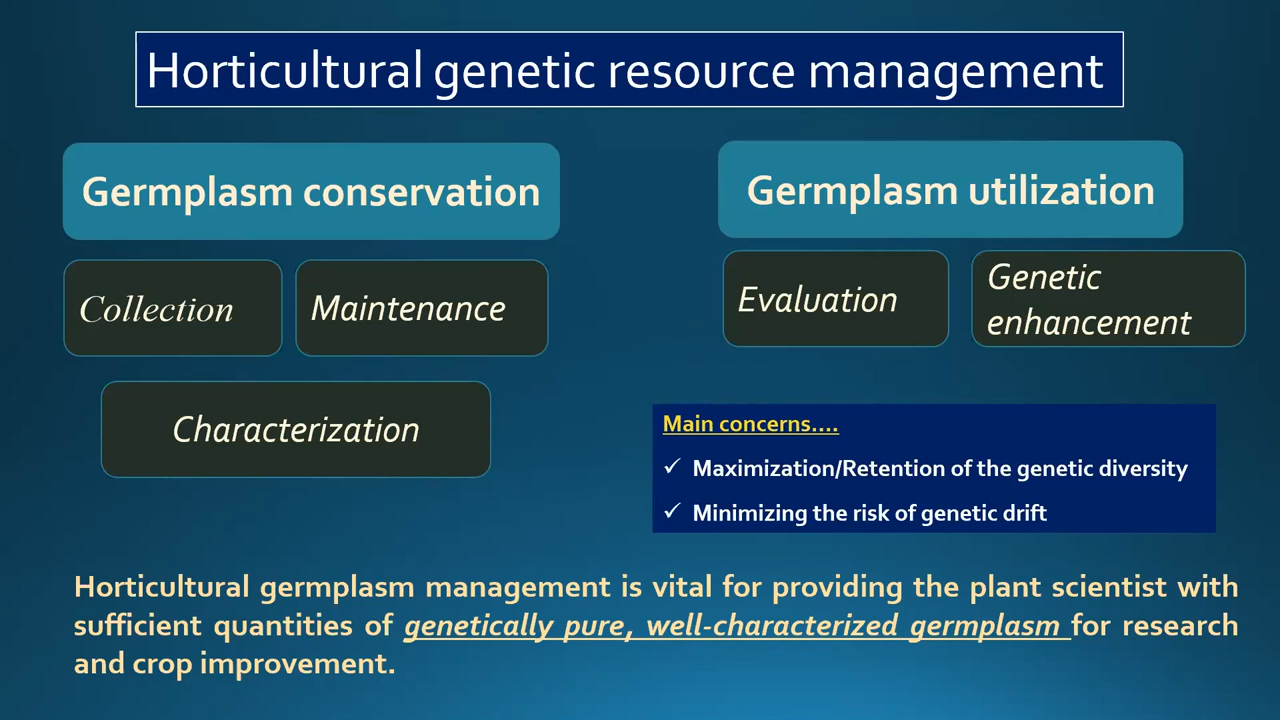 Horticultural genetic resource management
Germplasm conservation
Collection
Maintenance
Characterization
Germplasm utilization
Evaluation
Genetic
enhancement
Main concerns....
✓ Maximization/Retention of the genetic diversity
✓ Minimizing the risk of genetic drift
Horticultural germplasm management is vital for providing the plant scientist with
sufficient quantities of genetically pure, well-characterized germplasm for research
and crop improvement.